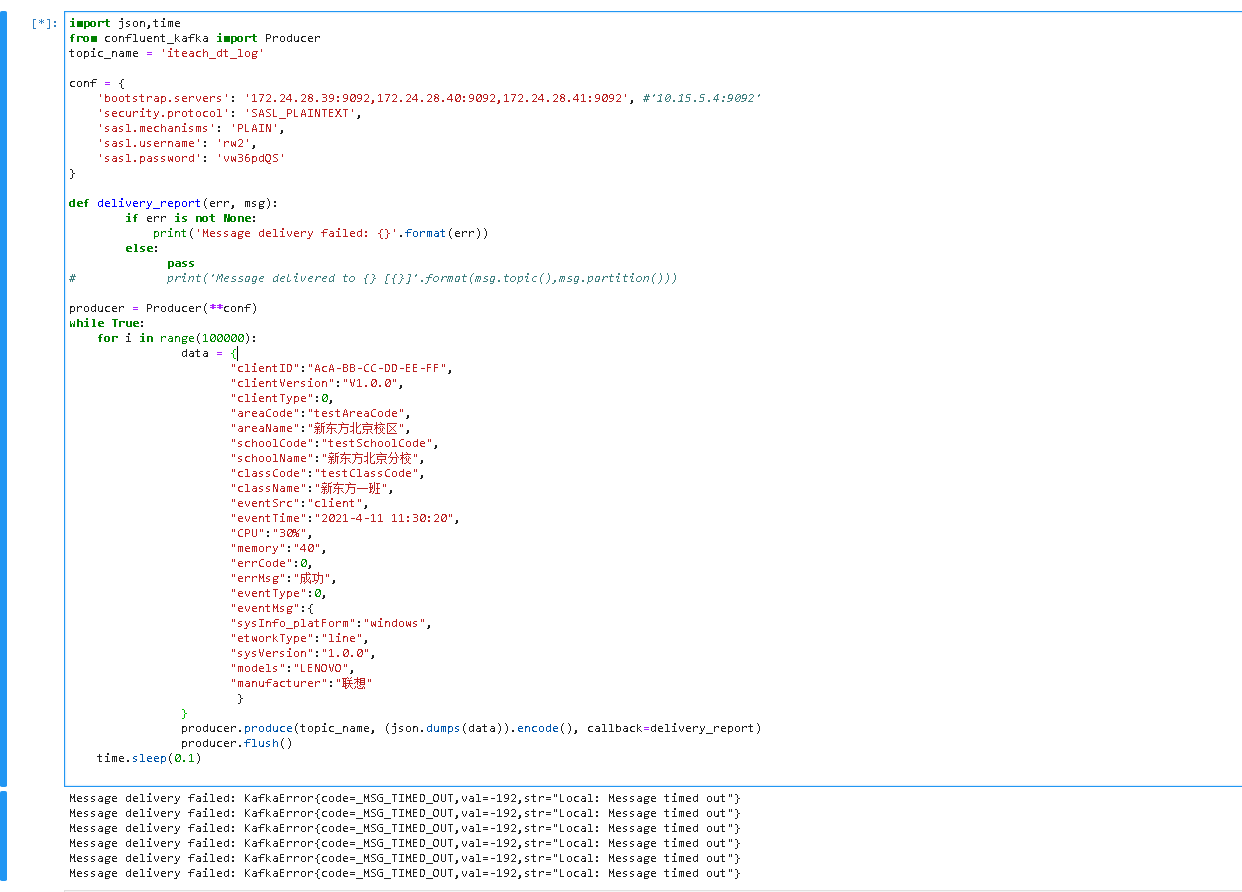 [*]:
import json,time
from confluent_kafka import Producer
topic_name = 'iteach_dt_log'
conf = {
'bootstrap.servers': '172.24.28.39:9092,172.24.28.40:9092,172.24.28.41:9092', #'10.15.5.4:9092'
'security.protocol': 'SASL_PLAINTEXT',
'sasl.mechanisms': 'PLAIN',
'sasl.username': 'rw2',
'sasl.password': 'vw36pdQS'
}
def delivery_report(err, msg):
if err is not None:
print('Message delivery failed: {}'.format(err))
else:
pass
# print('Message delivered to {} [{}]'.format(msg.topic(),msg.partition()))
producer = Producer(**conf)
while True:
for i in range(100000):
data = {
"clientID":"AcA-BB-CC-DD-EE-FF",
"clientVersion":"V1.0.0",
"clientType":0,
"areaCode":"testAreaCode",
"areaName":"新东方北京校区",
"schoolCode":"testSchoolCode",
"schoolName":"新东方北京分校",
"classCode":"testClassCode",
"className":"新东方一班",
"eventSrc":"client",
"eventTime":"2021-4-11 11:30:20",
"CPU":"30%",
"memory":"40",
"errCode":0,
"errMsg":"成功",
"eventType":0,
"eventMsg":{
"sysInfo_platForm":"windows",
"etworkType":"line",
"sysVersion":"1.0.0",
"models":"LENOVO",
"manufacturer":"联想"
}
}
producer.produce(topic_name, (json.dumps(data)).encode(), callback=delivery_report)
producer.flush()
time.sleep(0.1)
Message delivery failed: KafkaError{code=_MSG_TIMED_OUT,val=-192,str="Local: Message timed out"}
Message delivery failed: KafkaError{code=_MSG_TIMED_OUT,val=-192,str="Local: Message timed out"}
Message delivery failed: KafkaError{code=_MSG_TIMED_OUT,val=-192,str="Local: Message timed out"}
Message delivery failed: KafkaError{code=_MSG_TIMED_OUT,val=-192,str="Local: Message timed out"}
Message delivery failed: KafkaError{code=_MSG_TIMED_OUT,val=-192,str="Local: Message timed out"}
Message delivery failed: KafkaError{code=_MSG_TIMED_OUT,val=-192,str="Local: Message timed out"}